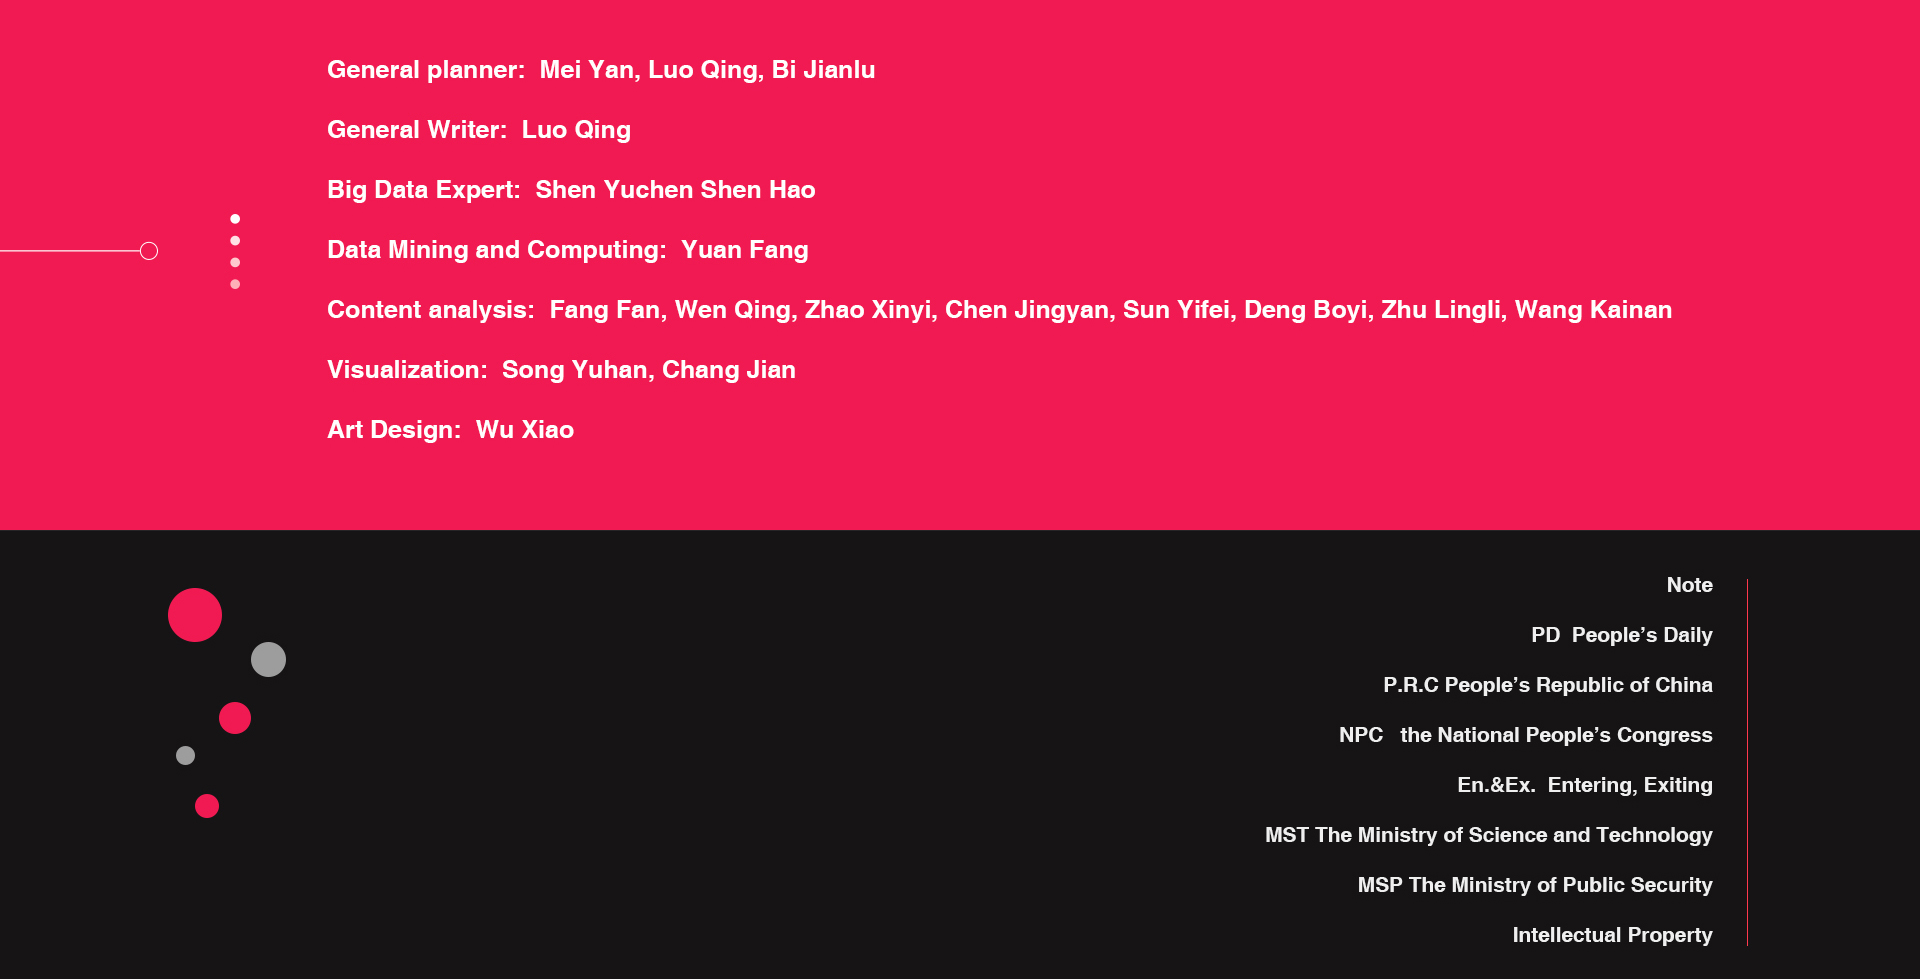 General planner:  Mei Yan, Luo Qing, Bi Jianlu
General Writer:  Luo Qing
Big Data Expert:  Shen Yuchen Shen Hao
Data Mining and Computing:  Yuan Fang
Content analysis:  Fang Fan, Wen Qing, Zhao Xinyi, Chen Jingyan, Sun Yifei, Deng Boyi, Zhu Lingli, Wang Kainan
Visualization:  Song Yuhan, Chang Jian
Art Design:  Wu Xiao
Note
PD  People’s Daily
P.R.C People’s Republic of China
NPC   the National People’s Congress
En.&Ex.  Entering, Exiting
MST The Ministry of Science and Technology
MSP The Ministry of Public Security
Intellectual Property